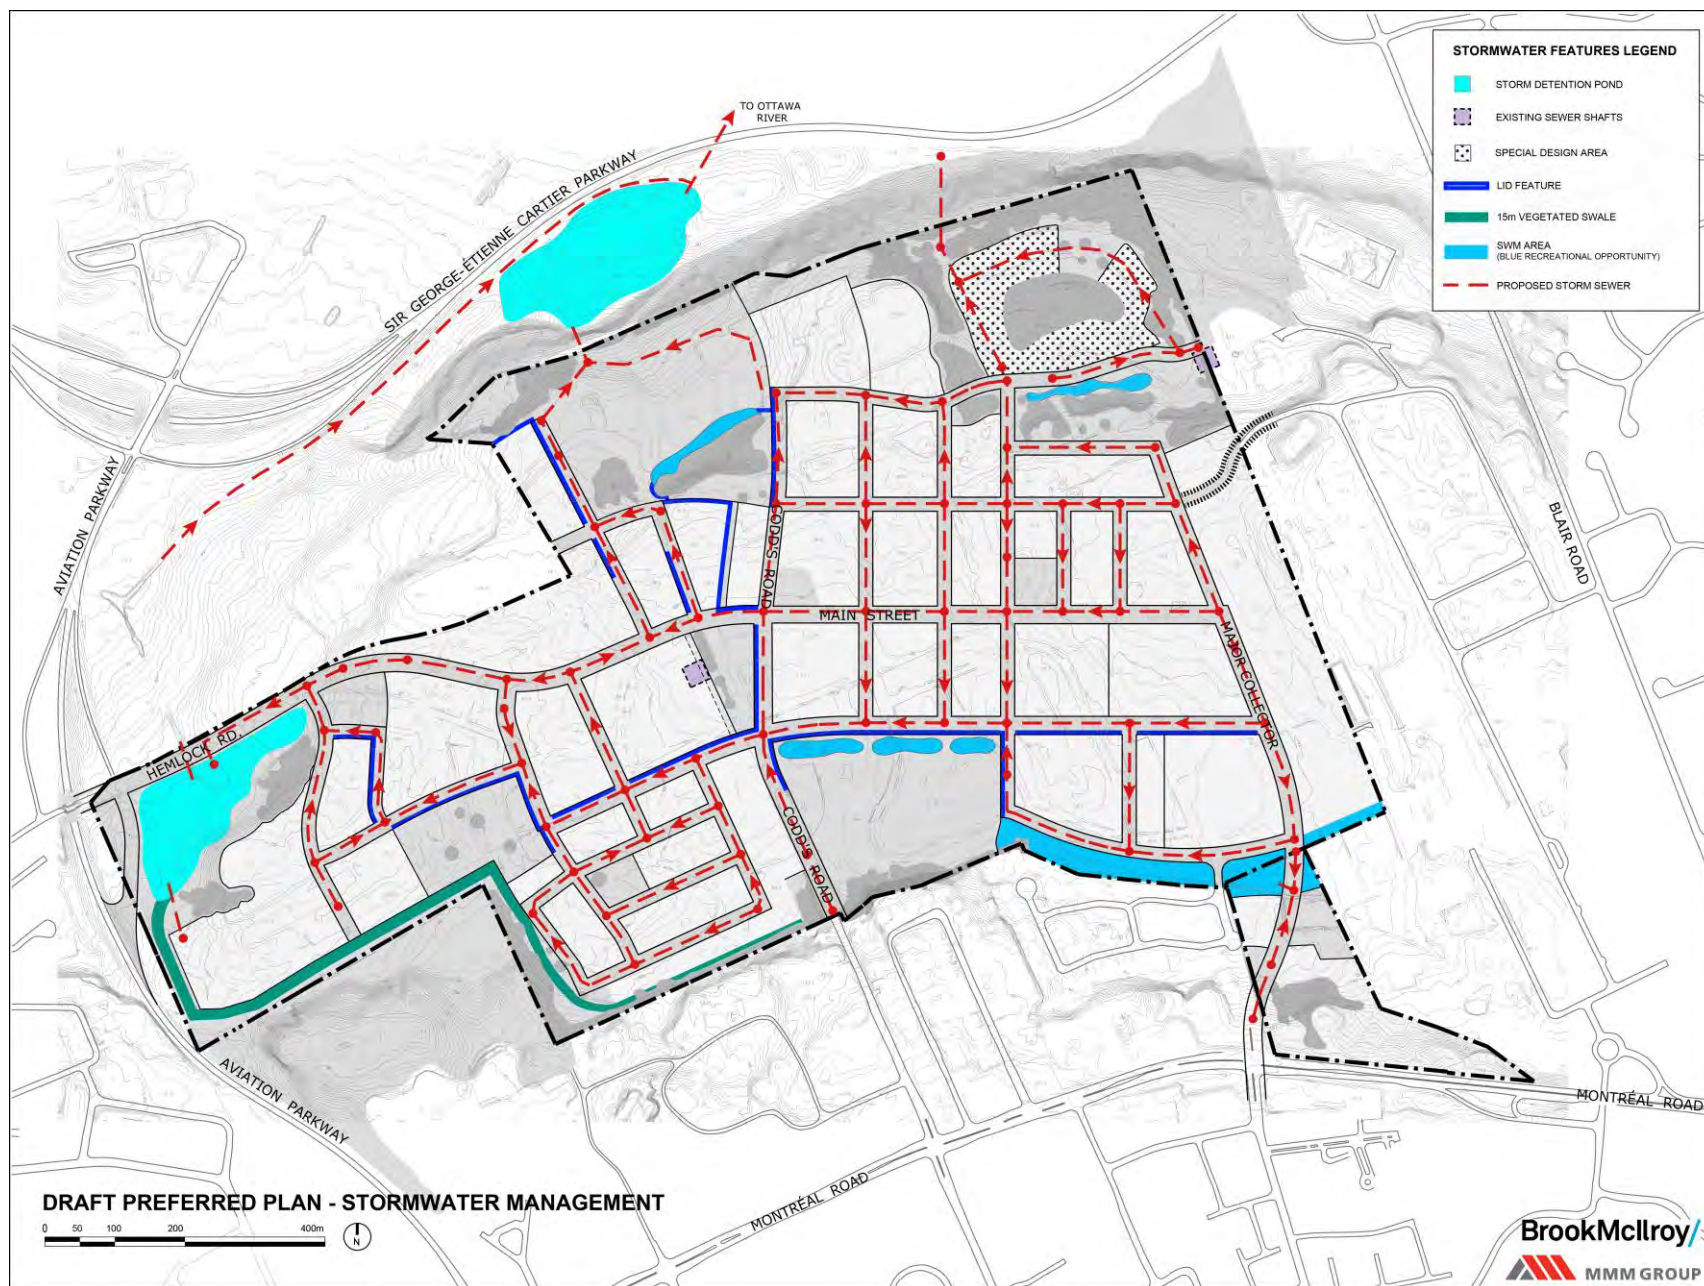 STORMWATER FEATURES LEGEND
STORM DETENTION POND
EXISTING SEWER SHAFTS
SPECIAL DESIGN AREA
LID FEATURE
15m VEGETATED SWALE
SWM AREA
(BLUE RECREATIONAL OPPORTUNITY)
PROPOSED STORM SEWER
TO OTTAWA
RIVER
SIR GEORGE-ÉTIENNE CARTIER PARKWAY
AVIATION PARKWAY
BLAIR ROAD
CODD'S ROAD
MAIN STREET
MAJOR COLLECTOR
HEMLOCK RD.
CODD'S ROAD
AVIATION PARKWAY
MONTRÉAL ROAD
MONTRÉAL ROAD
DRAFT PREFERRED PLAN - STORMWATER MANAGEMENT
0 50 100 200 400m
N
BrookMcIlroy/
MMM GROUP